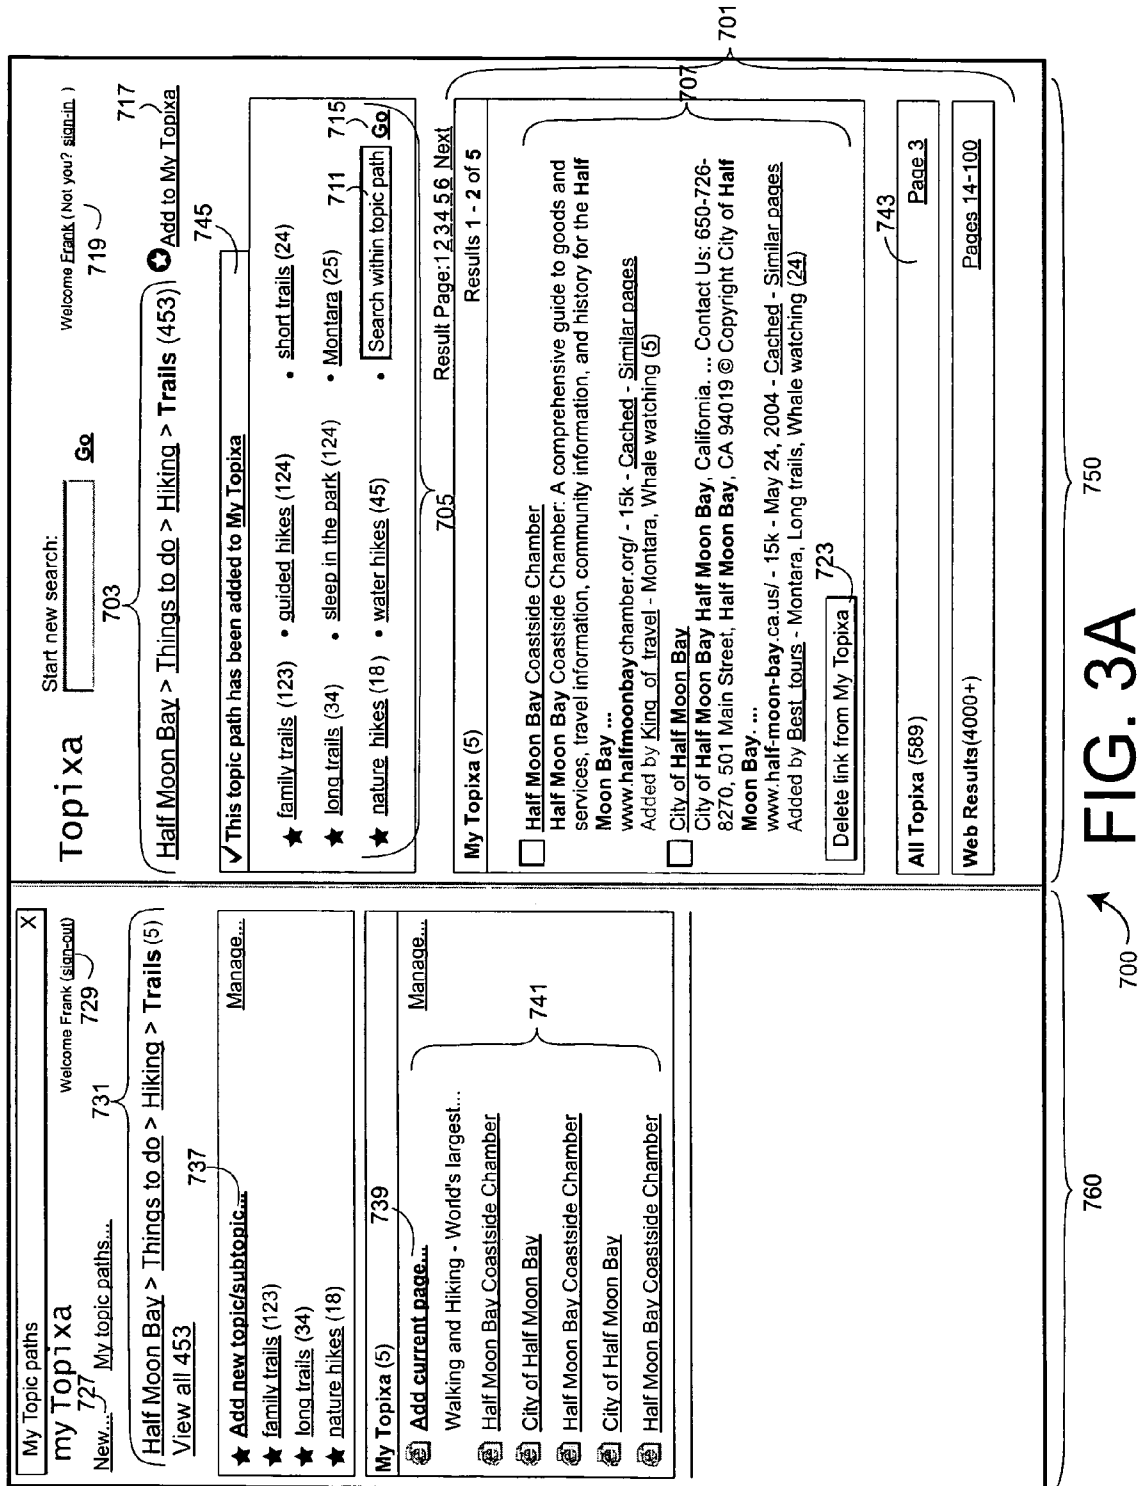 My Topic paths X
my Topixa
Welcome Frank (sign-out)
729
New... 727 My topic paths...
731
Half Moon Bay > Things to do > Hiking > Trails (5)
View all 453
737
Add new topic/subtopic...
Manage...
family trails (123)
long trails (34)
nature hikes (18)
739
My Topixa (5)
Add current page...
Manage...
Walking and Hiking - World's largest...
Half Moon Bay Coastside Chamber
City of Half Moon Bay
Half Moon Bay Coastside Chamber
City of Half Moon Bay
Half Moon Bay Coastside Chamber
741
760
Topixa
Start new search:
Go
Welcome Frank (Not you? sign-in )
719
717
703
Half Moon Bay > Things to do > Hiking > Trails (453)
Add to My Topixa
745
✓This topic path has been added to My Topixa
★ family trails (123) • guided hikes (124) • short trails (24)
★ long trails (34) • sleep in the park (124) • Montara (25)
★ nature hikes (18) • water hikes (45) • Search within topic path Go
711
715
705
Result Page:1 2 3 4 5 6 Next
701
My Topixa (5)
Results 1 - 2 of 5
707
Half Moon Bay Coastside Chamber
Half Moon Bay Coastside Chamber: A comprehensive guide to goods and
services, travel information, community information, and history for the Half
Moon Bay ...
www.halfmoonbaychamber.org/ - 15k - Cached - Similar pages
Added by King_of_travel - Montara, Whale watching (5)
City of Half Moon Bay
City of Half Moon Bay Half Moon Bay, California. ... Contact Us: 650-726-
8270, 501 Main Street, Half Moon Bay, CA 94019 © Copyright City of Half
Moon Bay. ...
www.half-moon-bay.ca.us/ - 15k - May 24, 2004 - Cached - Similar pages
Added by Best_tours - Montara, Long trails, Whale watching (24)
Delete link from My Topixa
723
743
All Topixa (589)
Page 3
Web Results(4000+)
Pages 14-100
750
700
FIG. 3A